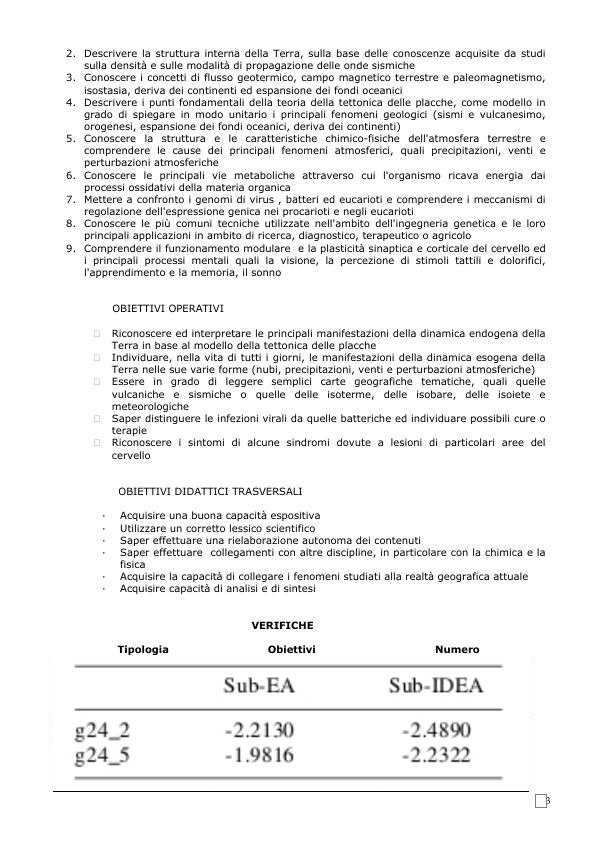 2. Descrivere la struttura interna della Terra, sulla base delle conoscenze acquisite da studi
sulla densità e sulle modalità di propagazione delle onde sismiche
3. Conoscere i concetti di flusso geotermico, campo magnetico terrestre e paleomagnetismo,
isostasia, deriva dei continenti ed espansione dei fondi oceanici
4. Descrivere i punti fondamentali della teoria della tettonica delle placche, come modello in
grado di spiegare in modo unitario i principali fenomeni geologici (sismi e vulcanesimo,
orogenesi, espansione dei fondi oceanici, deriva dei continenti)
5. Conoscere la struttura e le caratteristiche chimico-fisiche dell'atmosfera terrestre e
comprendere le cause dei principali fenomeni atmosferici, quali precipitazioni, venti e
perturbazioni atmosferiche
6. Conoscere le principali vie metaboliche attraverso cui l'organismo ricava energia dai
processi ossidativi della materia organica
7. Mettere a confronto i genomi di virus , batteri ed eucarioti e comprendere i meccanismi di
regolazione dell'espressione genica nei procarioti e negli eucarioti
8. Conoscere le più comuni tecniche utilizzate nell'ambito dell'ingegneria genetica e le loro
principali applicazioni in ambito di ricerca, diagnostico, terapeutico o agricolo
9. Comprendere il funzionamento modulare e la plasticità sinaptica e corticale del cervello ed
i principali processi mentali quali la visione, la percezione di stimoli tattili e dolorifici,
l'apprendimento e la memoria, il sonno
OBIETTIVI OPERATIVI
Riconoscere ed interpretare le principali manifestazioni della dinamica endogena della
Terra in base al modello della tettonica delle placche
Individuare, nella vita di tutti i giorni, le manifestazioni della dinamica esogena della
Terra nelle sue varie forme (nubi, precipitazioni, venti e perturbazioni atmosferiche)
Essere in grado di leggere semplici carte geografiche tematiche, quali quelle
vulcaniche e sismiche o quelle delle isoterme, delle isobare, delle isoiete e
meteorologiche
Saper distinguere le infezioni virali da quelle batteriche ed individuare possibili cure o
terapie
Riconoscere i sintomi di alcune sindromi dovute a lesioni di particolari aree del
cervello
OBIETTIVI DIDATTICI TRASVERSALI
· Acquisire una buona capacità espositiva
· Utilizzare un corretto lessico scientifico
· Saper effettuare una rielaborazione autonoma dei contenuti
· Saper effettuare collegamenti con altre discipline, in particolare con la chimica e la
fisica
· Acquisire la capacità di collegare i fenomeni studiati alla realtà geografica attuale
· Acquisire capacità di analisi e di sintesi
VERIFICHE
Tipologia Obiettivi Numero
Sub-EA Sub-IDEA
g24_2 -2.2130 -2.4890
g24_5 -1.9816 -2.2322
3